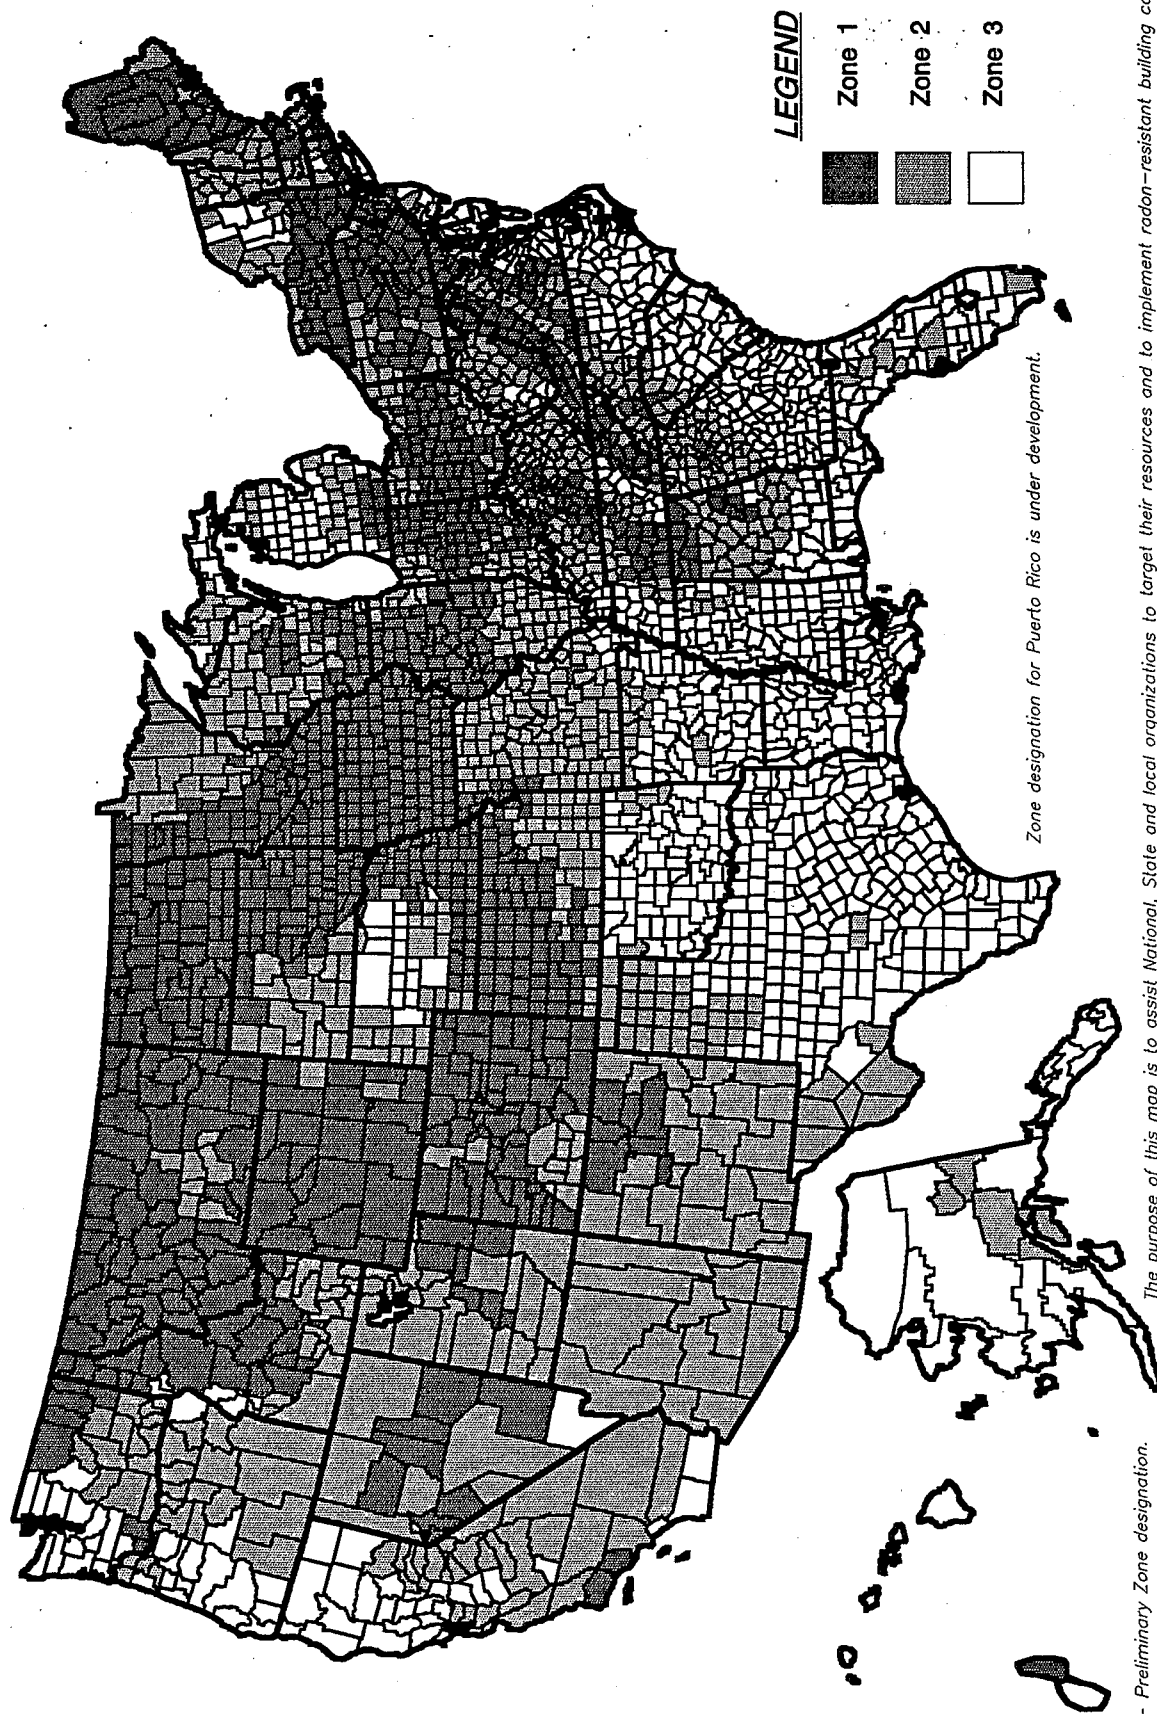 LEGEND
Zone 1
Zone 2
Zone 3
Zone designation for Puerto Rico is under development.
- Preliminary Zone designation.
The purpose of this map is to assist National, State and local organizations to target their resources and to implement radon-resistant building